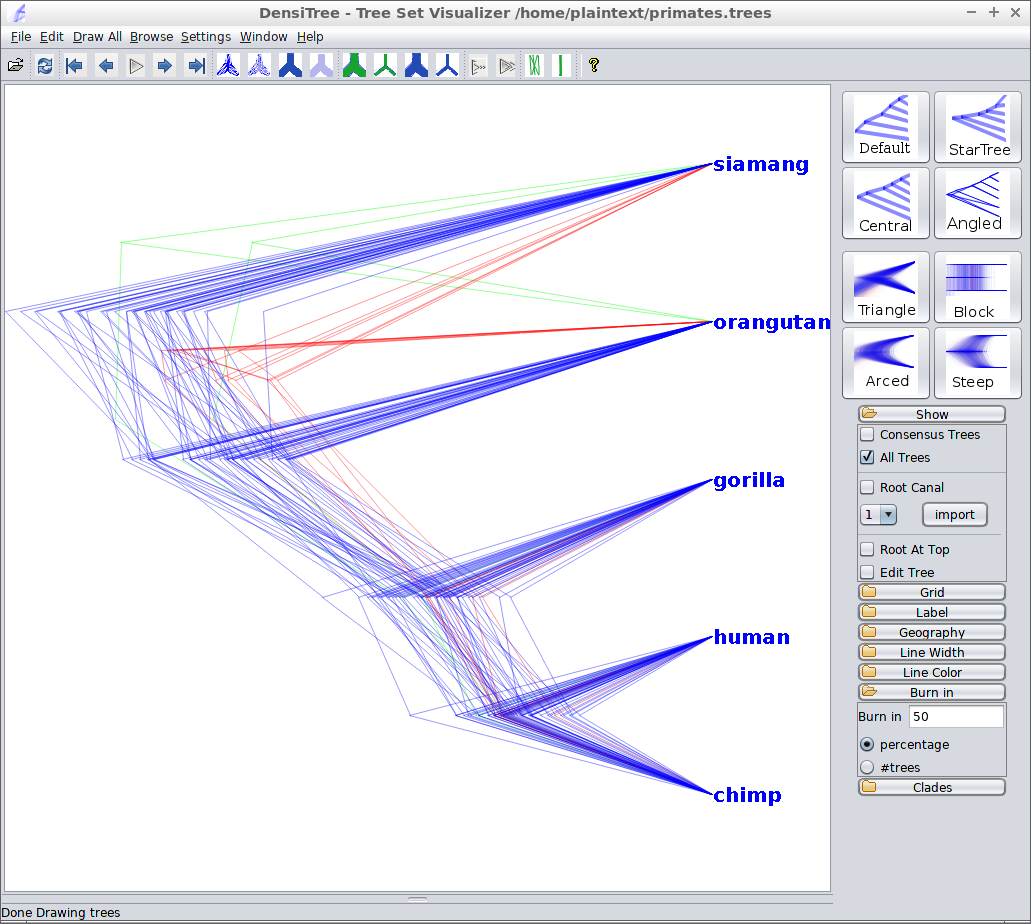 DensiTree - Tree Set Visualizer /home/plaintext/primates.trees
File Edit Draw All Browse Settings Window Help
?
siamang
orangutan
gorilla
human
chimp
Default StarTree
Central Angled
Triangle Block
Arced Steep
Show
Consensus Trees
All Trees
Root Canal
1 import
Root At Top
Edit Tree
Grid
Label
Geography
Line Width
Line Color
Burn in
Burn in 50
percentage
#trees
Clades
Done Drawing trees